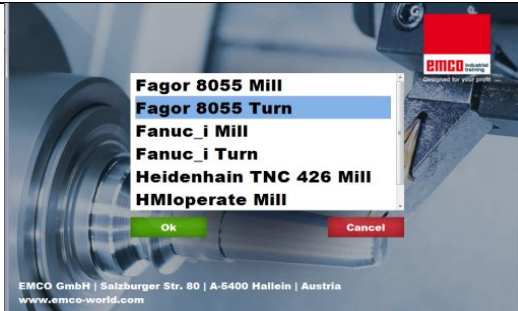 emco industrial
training
Designed for your profit
Fagor 8055 Mill
Fagor 8055 Turn
Fanuc_i Mill
Fanuc_i Turn
Heidenhain TNC 426 Mill
HMIoperate Mill
Ok
Cancel
EMCO GmbH | Salzburger Str. 80 | A-5400 Hallein | Austria
www.emco-world.com